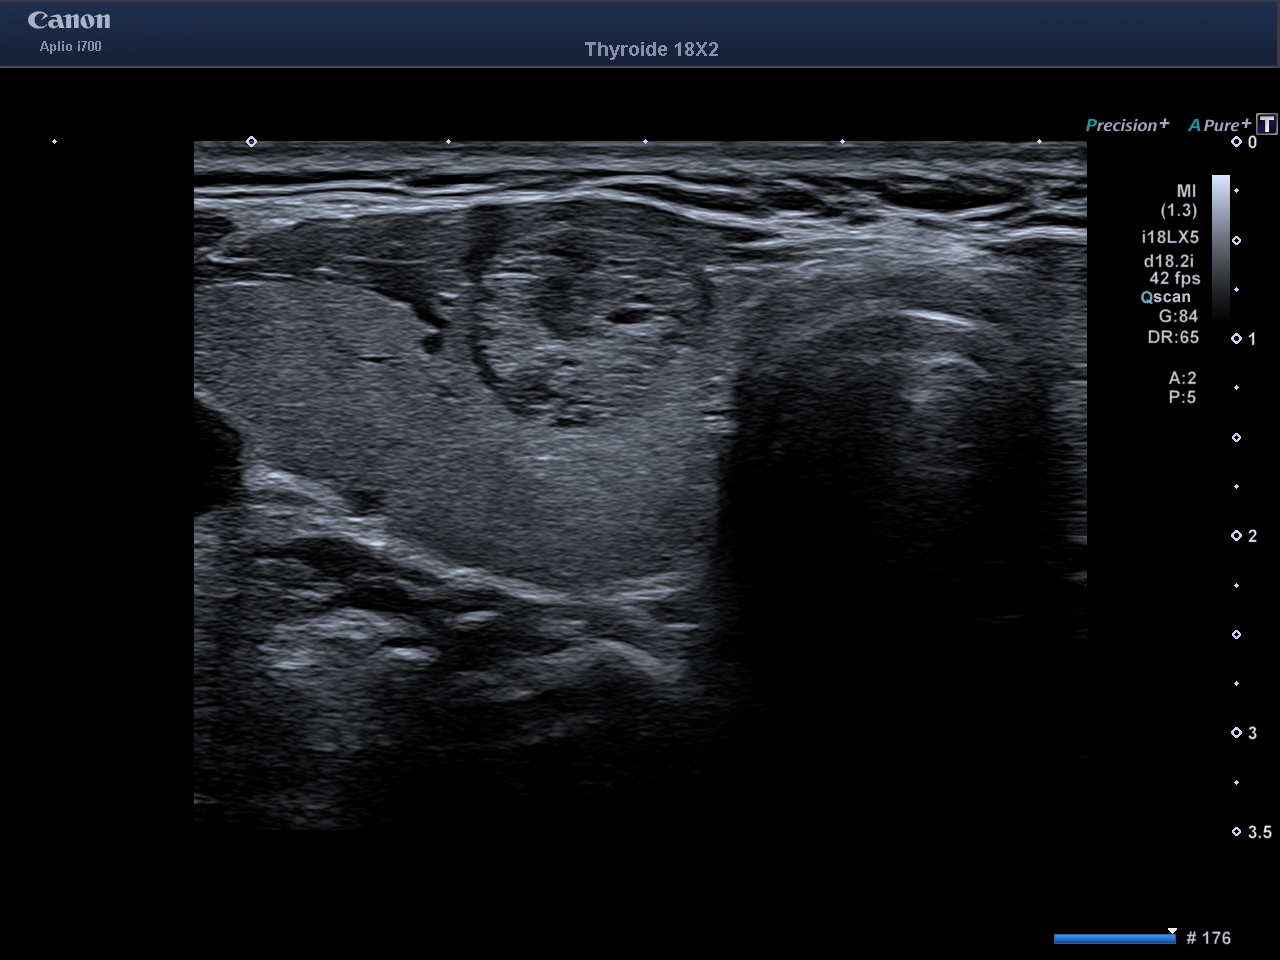 Canon
Aplio i700
Thyroide 18X2
Precision+ APure+ T
0
MI
(1.3)
i18LX5
d18.2i
42 fps
Qscan
G:84
DR:65
1
A:2
P:5
2
3
3.5
# 176